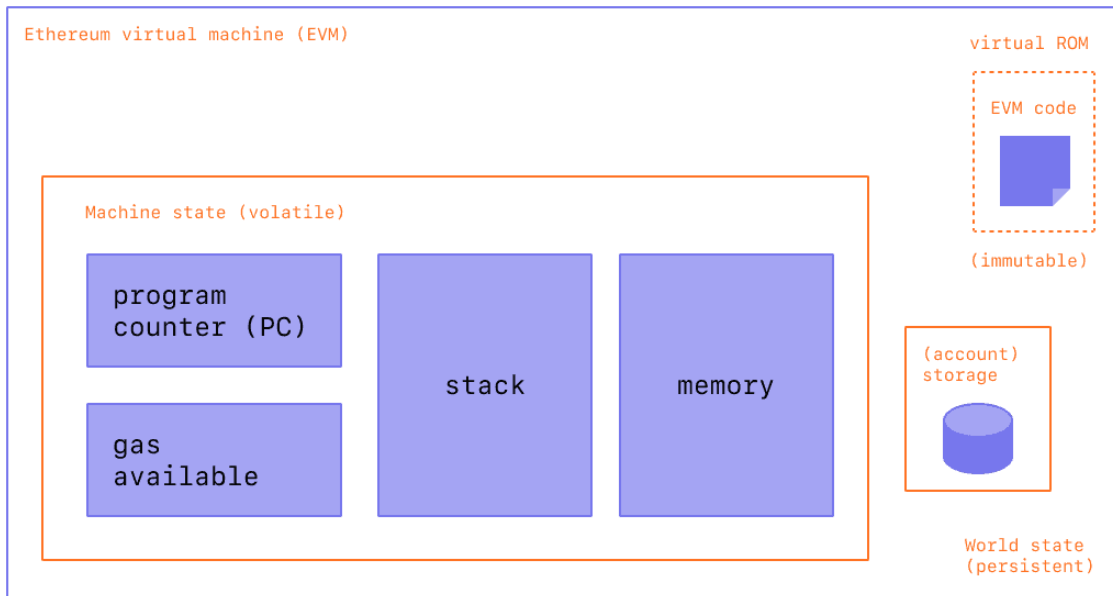 Ethereum virtual machine (EVM)
virtual ROM
EVM code
(immutable)
Machine state (volatile)
program
counter (PC)
gas
available
stack
memory
(account)
storage
World state
(persistent)